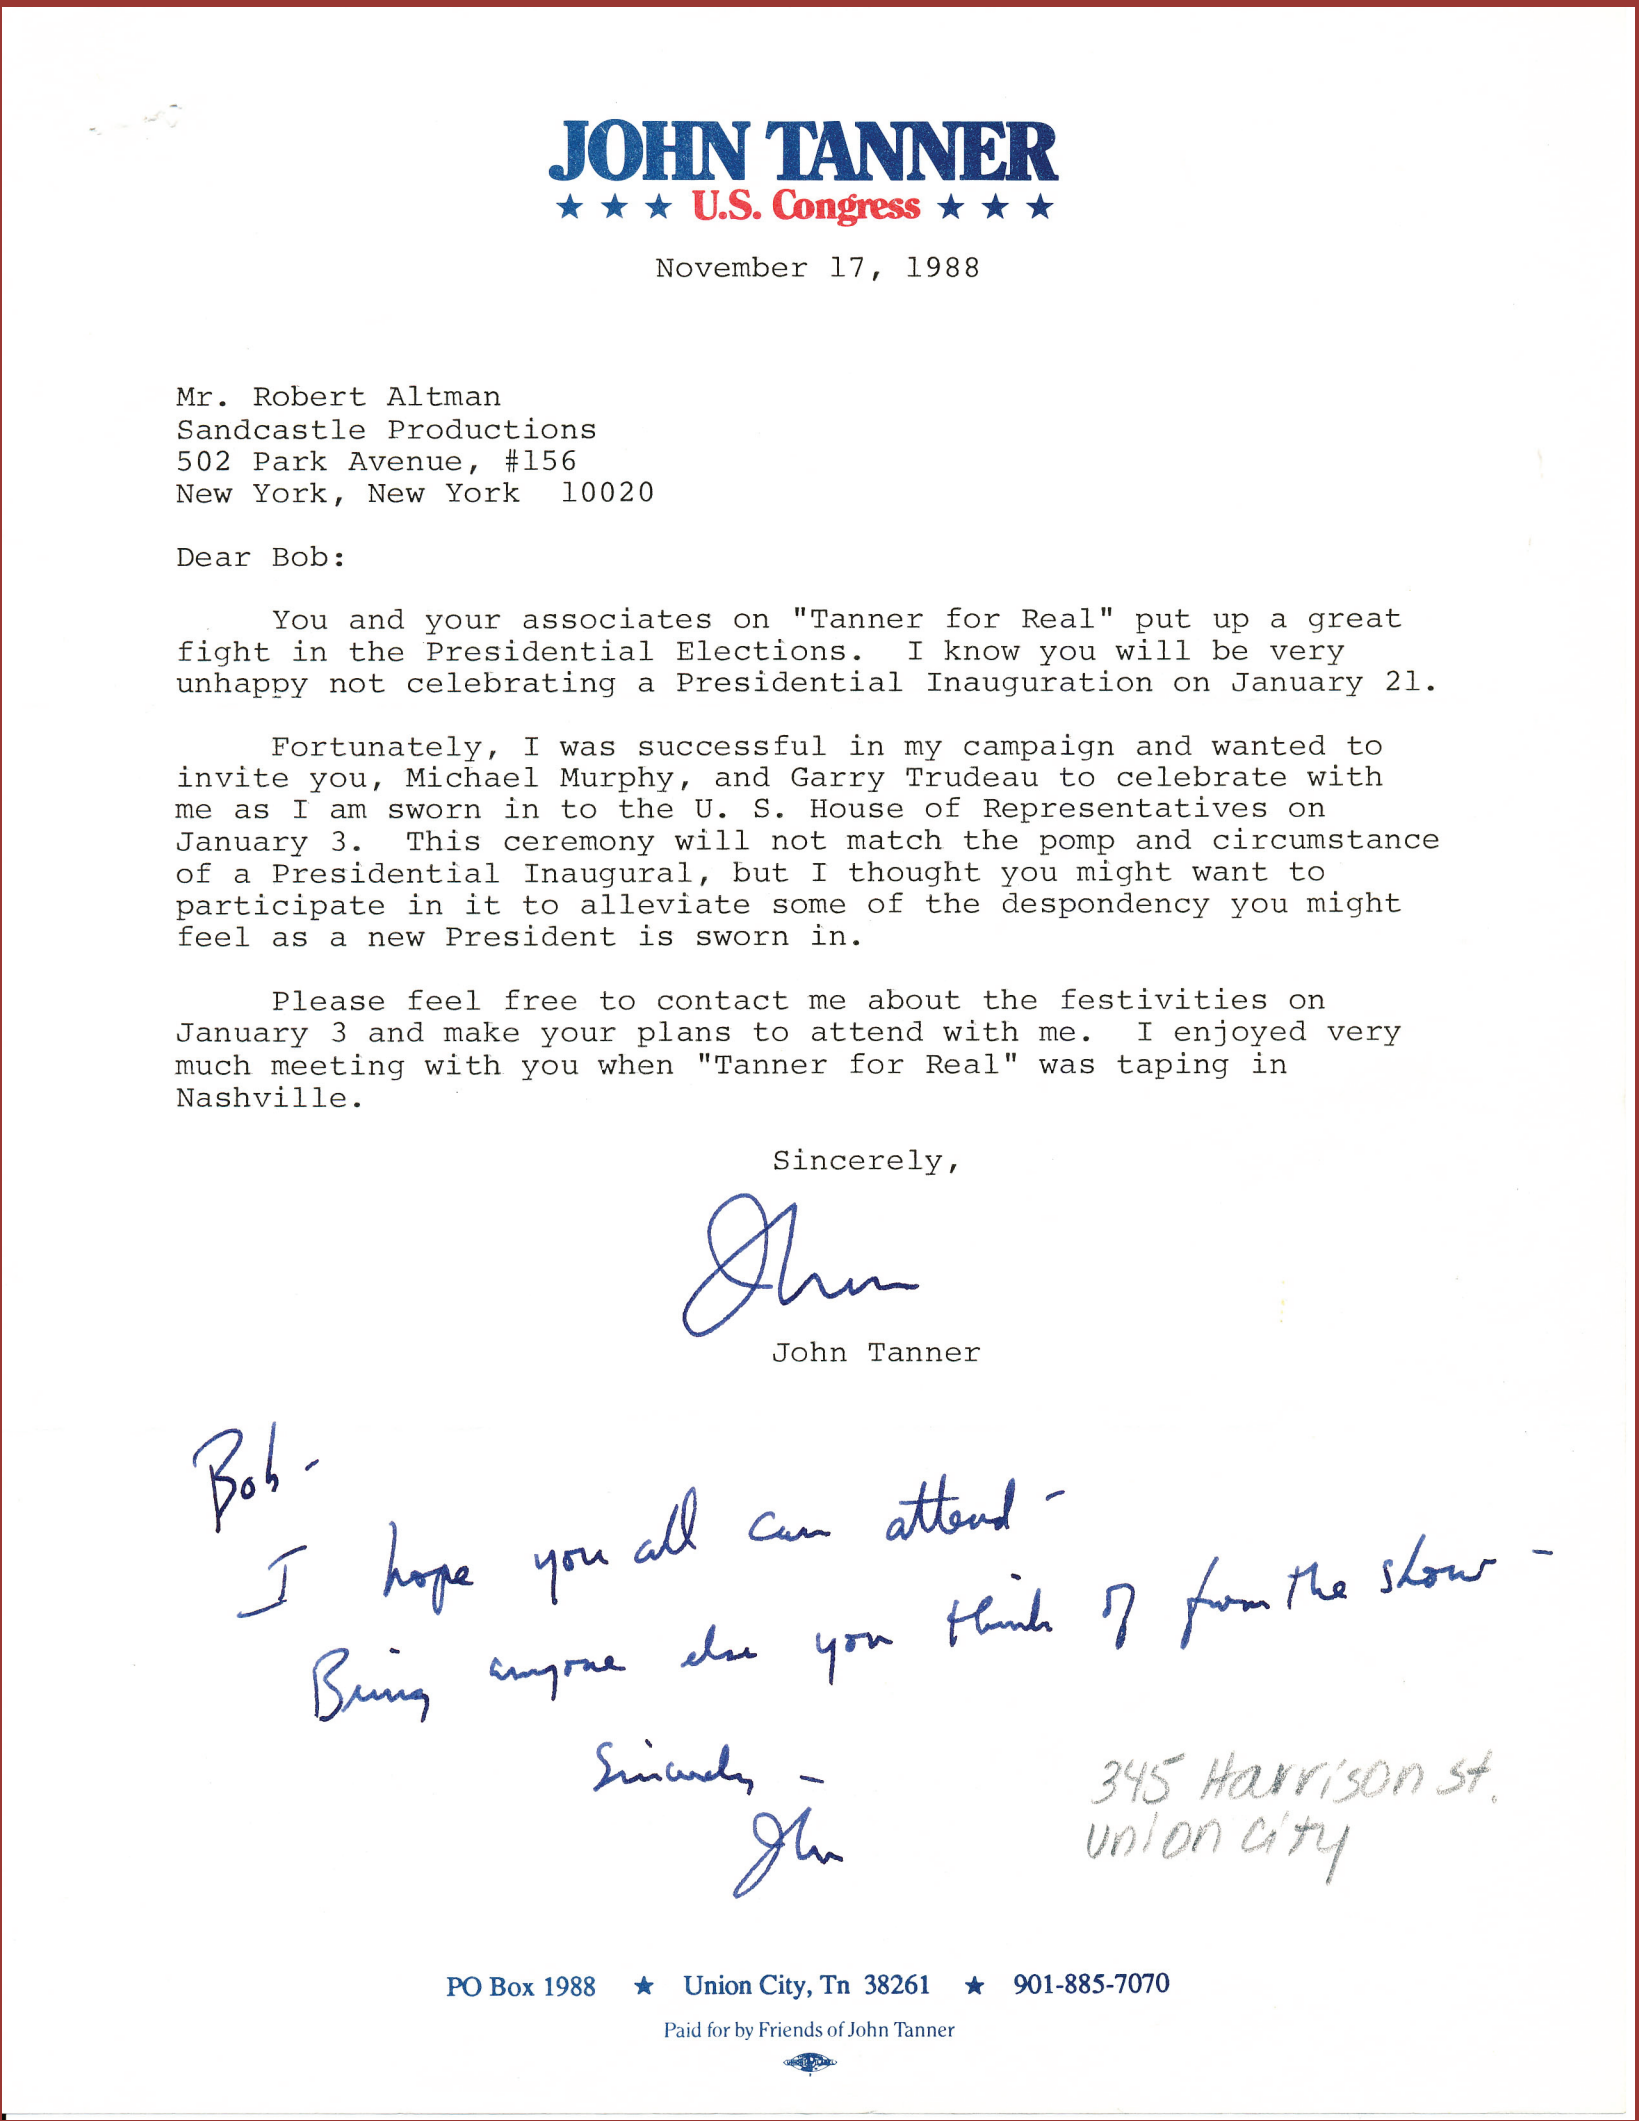 JOHN TANNER
★ ★ ★ U.S. Congress ★ ★ ★
November 17, 1988
Mr. Robert Altman
Sandcastle Productions
502 Park Avenue, #156
New York, New York  10020
Dear Bob:
You and your associates on "Tanner for Real" put up a great
fight in the Presidential Elections.  I know you will be very
unhappy not celebrating a Presidential Inauguration on January 21.
Fortunately, I was successful in my campaign and wanted to
invite you, Michael Murphy, and Garry Trudeau to celebrate with
me as I am sworn in to the U. S. House of Representatives on
January 3.  This ceremony will not match the pomp and circumstance
of a Presidential Inaugural, but I thought you might want to
participate in it to alleviate some of the despondency you might
feel as a new President is sworn in.
Please feel free to contact me about the festivities on
January 3 and make your plans to attend with me.  I enjoyed very
much meeting with you when "Tanner for Real" was taping in
Nashville.
Sincerely,
John
John Tanner
Bob-
I hope you all can attend-
Bring anyone else you think of from the show-
Sincerely -
John
345 Harrison St.
Union City
PO Box 1988 ★ Union City, Tn 38261 ★ 901-885-7070
Paid for by Friends of John Tanner